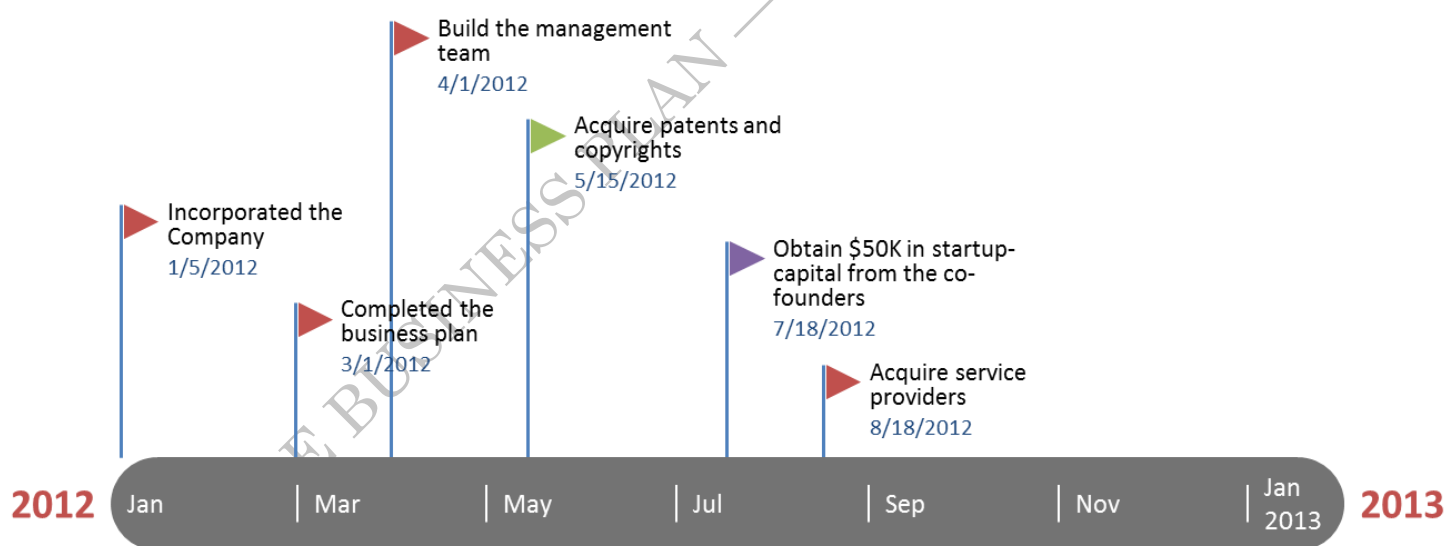 Build the management
team
4/1/2012
Acquire patents and
copyrights
5/15/2012
Incorporated the
Company
1/5/2012
Obtain $50K in startup-
capital from the co-
founders
7/18/2012
Completed the
business plan
3/1/2012
Acquire service
providers
8/18/2012
E BUSINESS PLAN —
2012
Jan
Mar
May
Jul
Sep
Nov
Jan
2013
2013